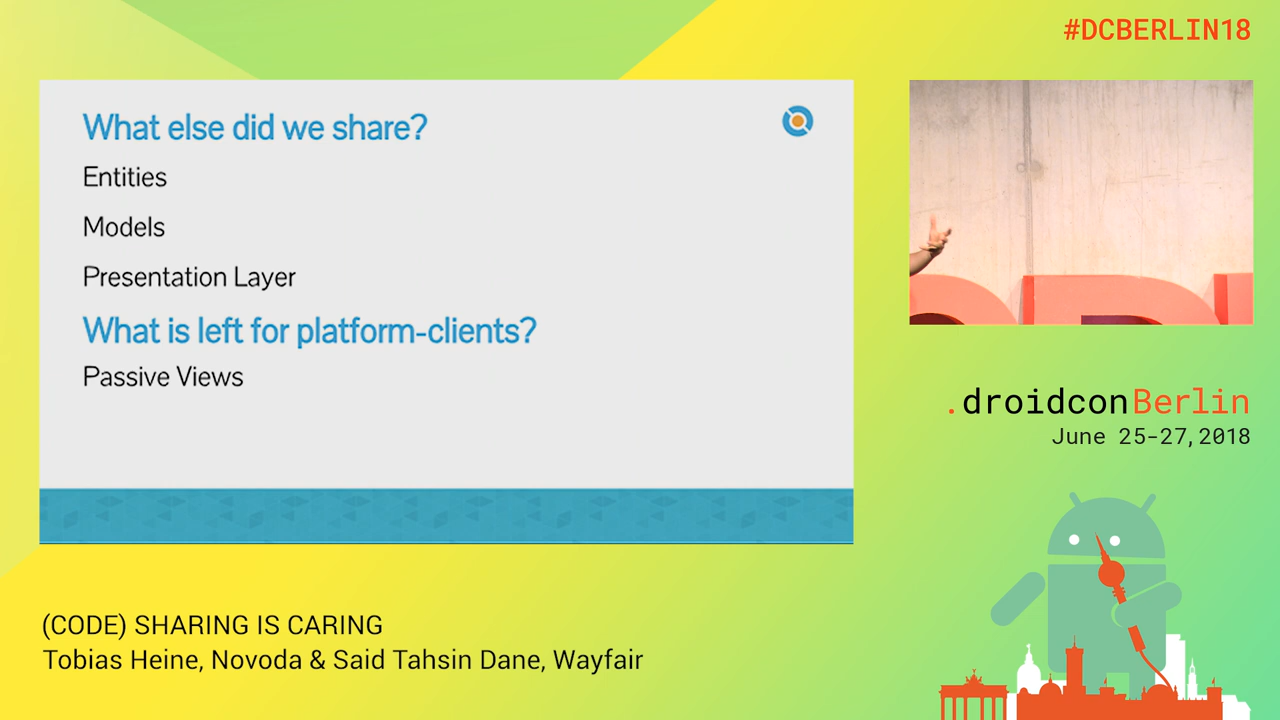 #DCBERLIN18
What else did we share?
Entities
Models
Presentation Layer
What is left for platform-clients?
Passive Views
.droidconBerlin
June 25-27, 2018
(CODE) SHARING IS CARING
Tobias Heine, Novoda & Said Tahsin Dane, Wayfair